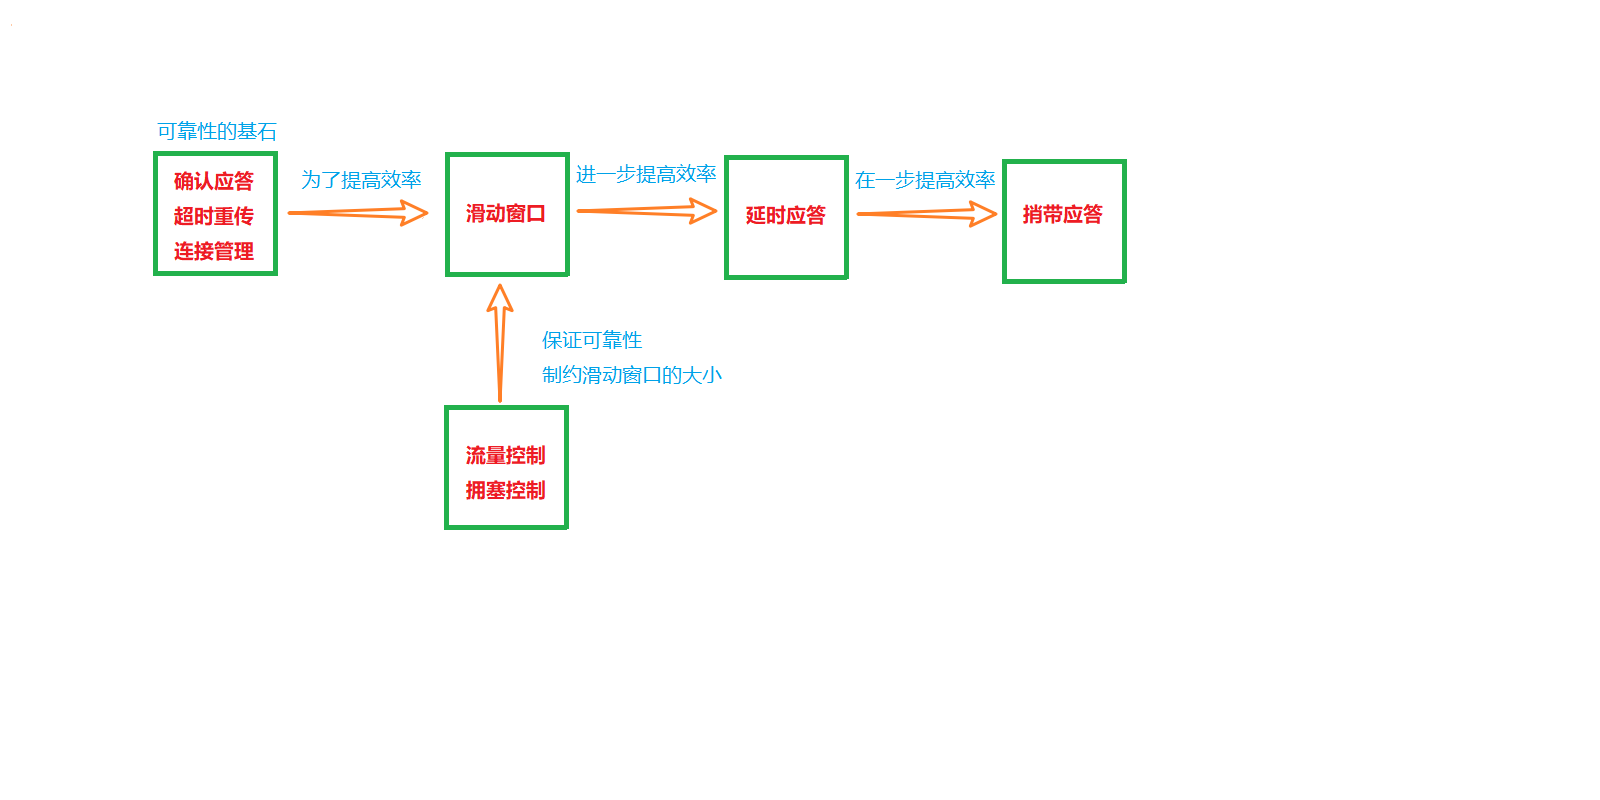 可靠性的基石
确认应答
超时重传
连接管理
为了提高效率
滑动窗口
进一步提高效率
延时应答
在一步提高效率
捎带应答
保证可靠性
制约滑动窗口的大小
流量控制
拥塞控制